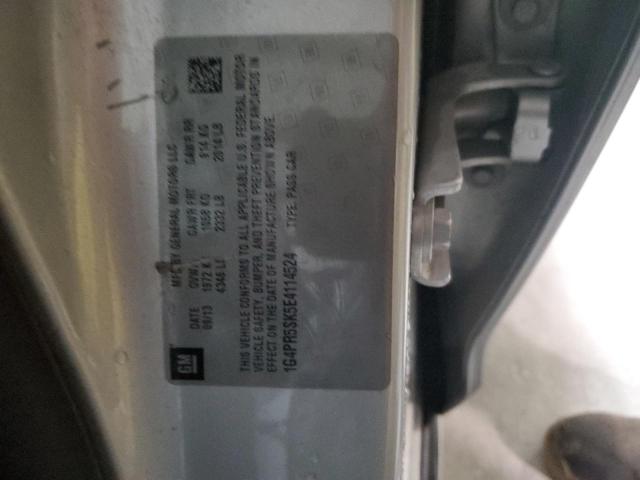 GM
MFG BY GENERAL MOTORS LLC
DATE GVWR GAWR FRT GAWR RR
09/13 1972 KG 1058 KG 914 KG
4346 LB 2332 LB 2014 LB
THIS VEHICLE CONFORMS TO ALL APPLICABLE U.S. FEDERAL MOTOR
VEHICLE SAFETY, BUMPER, AND THEFT PREVENTION STANDARDS IN
EFFECT ON THE DATE OF MANUFACTURE SHOWN ABOVE.
1G4PR5SK5E4114524 TYPE: PASS CAR